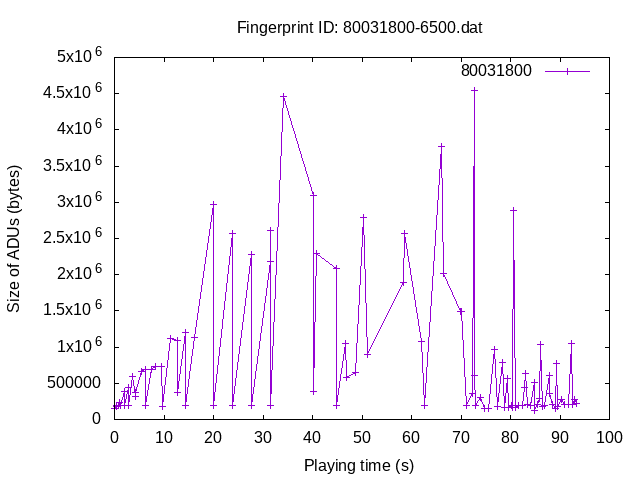 Fingerprint ID: 80031800-6500.dat
80031800
Size of ADUs (bytes)
5x10^6
4.5x10^6
4x10^6
3.5x10^6
3x10^6
2.5x10^6
2x10^6
1.5x10^6
1x10^6
500000
0
0 10 20 30 40 50 60 70 80 90 100
Playing time (s)